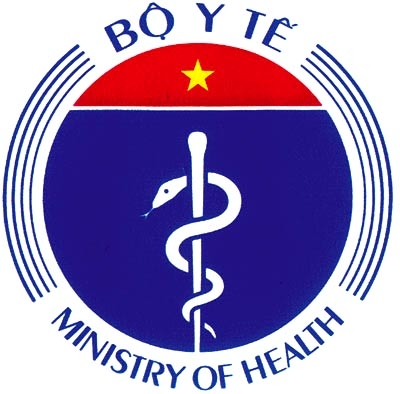 BỘ Y TẾ
MINISTRY OF HEALTH